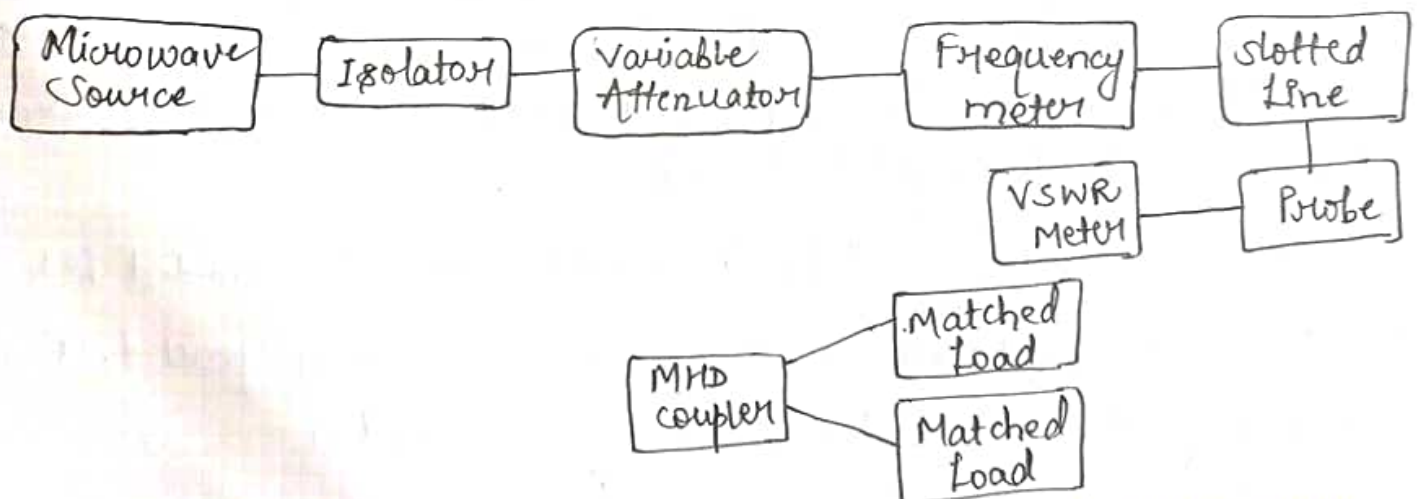 Microwave
Source
Isolator
Variable
Attenuator
Frequency
meter
Slotted
Line
VSWR
Meter
Probe
Matched
Load
MHD
coupler
Matched
Load